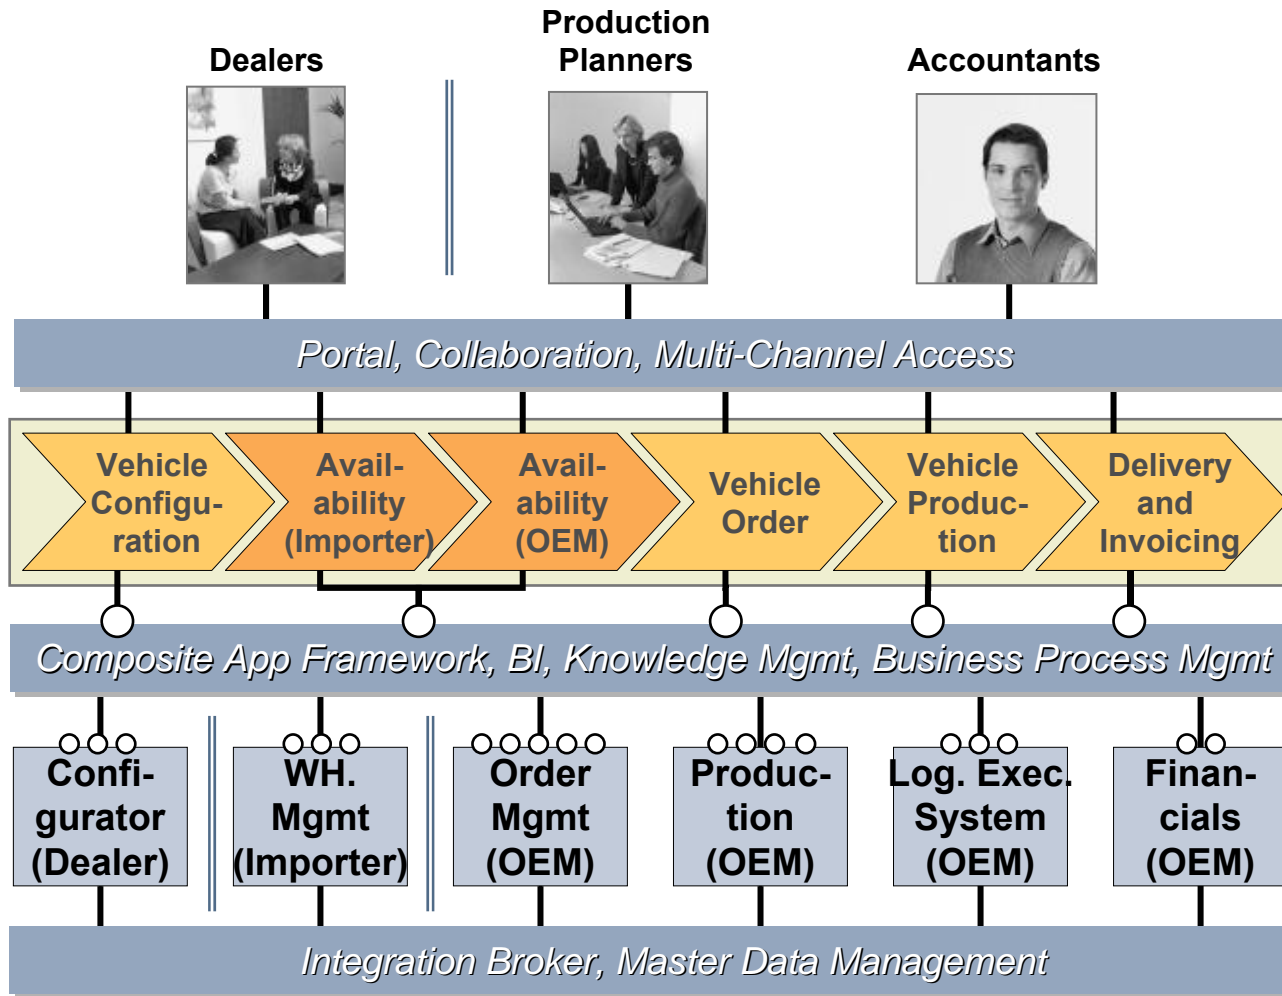 Dealers
Production
Planners
Accountants
Portal, Collaboration, Multi-Channel Access
Vehicle
Configu-
ration
Avail-
ability
(Importer)
Avail-
ability
(OEM)
Vehicle
Order
Vehicle
Produc-
tion
Delivery
and
Invoicing
Composite App Framework, BI, Knowledge Mgmt, Business Process Mgmt
Confi-
gurator
(Dealer)
WH.
Mgmt
(Importer)
Order
Mgmt
(OEM)
Produc-
tion
(OEM)
Log. Exec.
System
(OEM)
Finan-
cials
(OEM)
Integration Broker, Master Data Management